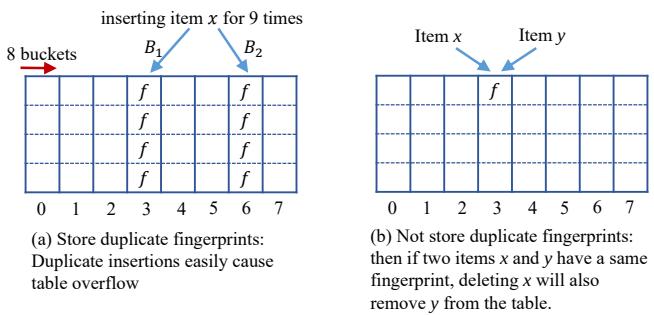 inserting item x for 9 times
8 buckets
B1 B2
f f
f f
f f
f f
0 1 2 3 4 5 6 7
(a) Store duplicate fingerprints:
Duplicate insertions easily cause
table overflow
Item x Item y
f
0 1 2 3 4 5 6 7
(b) Not store duplicate fingerprints:
then if two items x and y have a same
fingerprint, deleting x will also
remove y from the table.